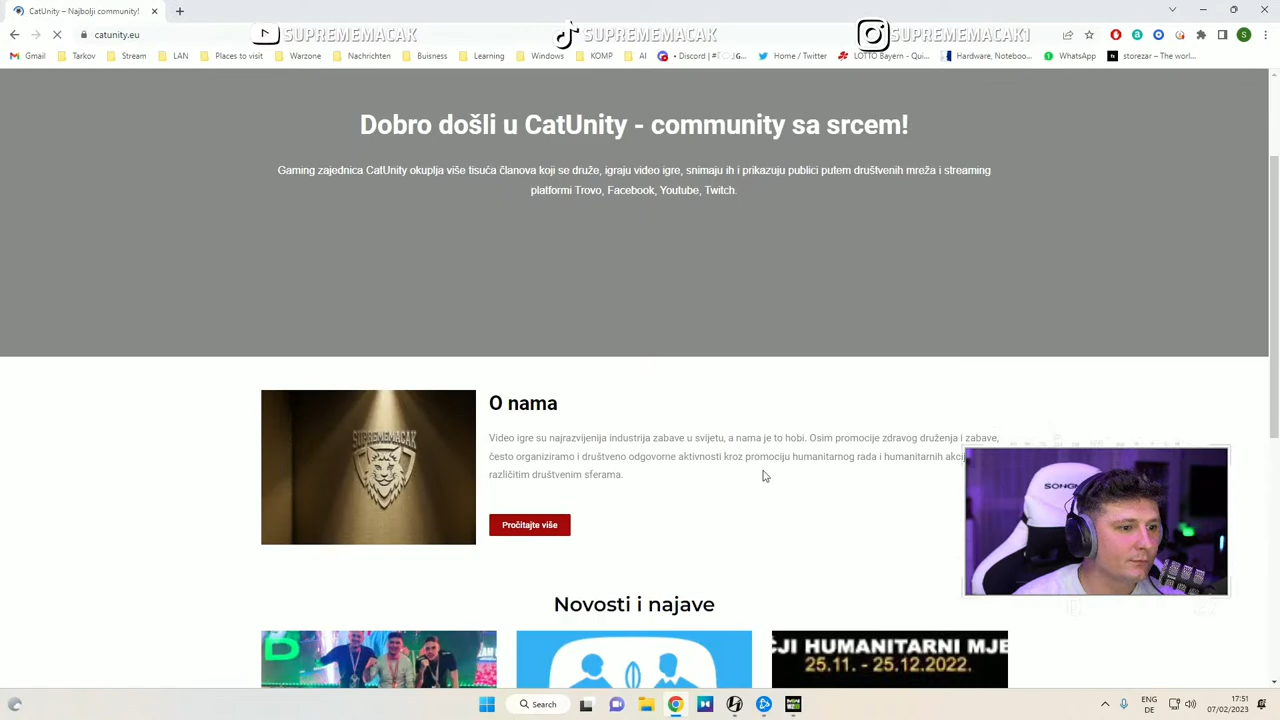 CatUnity – Najbolji community!
catunity.eu
SUPREMEMACAK
SUPREMEMACAK
SUPREMEMACAK1
S
Gmail
Tarkov
Stream
LAN
Places to visit
Warzone
Nachrichten
Buisness
Learning
Windows
KOMP
AI
Home / Twitter
LOTTO Bayern - Qui...
Hardware, Noteboo...
WhatsApp
storezar – The worl...
Dobro došli u CatUnity - community sa srcem!
Gaming zajednica CatUnity okuplja više tisuća članova koji se druže, igraju video igre, snimaju ih i prikazuju publici putem društvenih mreža i streaming
platformi Trovo, Facebook, Youtube, Twitch.
SUPREMEMACAK
O nama
Video igre su najrazvijenija industrija zabave u svijetu, a nama je to hobi. Osim promocije zdravog druženja i zabave,
često organiziramo i društveno odgovorne aktivnosti kroz promociju humanitarnog rada i humanitarnih akcij
različitim društvenim sferama.
Pročitajte više
SONG
Novosti i najave
B
ČJI HUMANITARNI MJE
25.11. - 25.12.2022.
Search
ENG
DE
17:51
07/02/2023